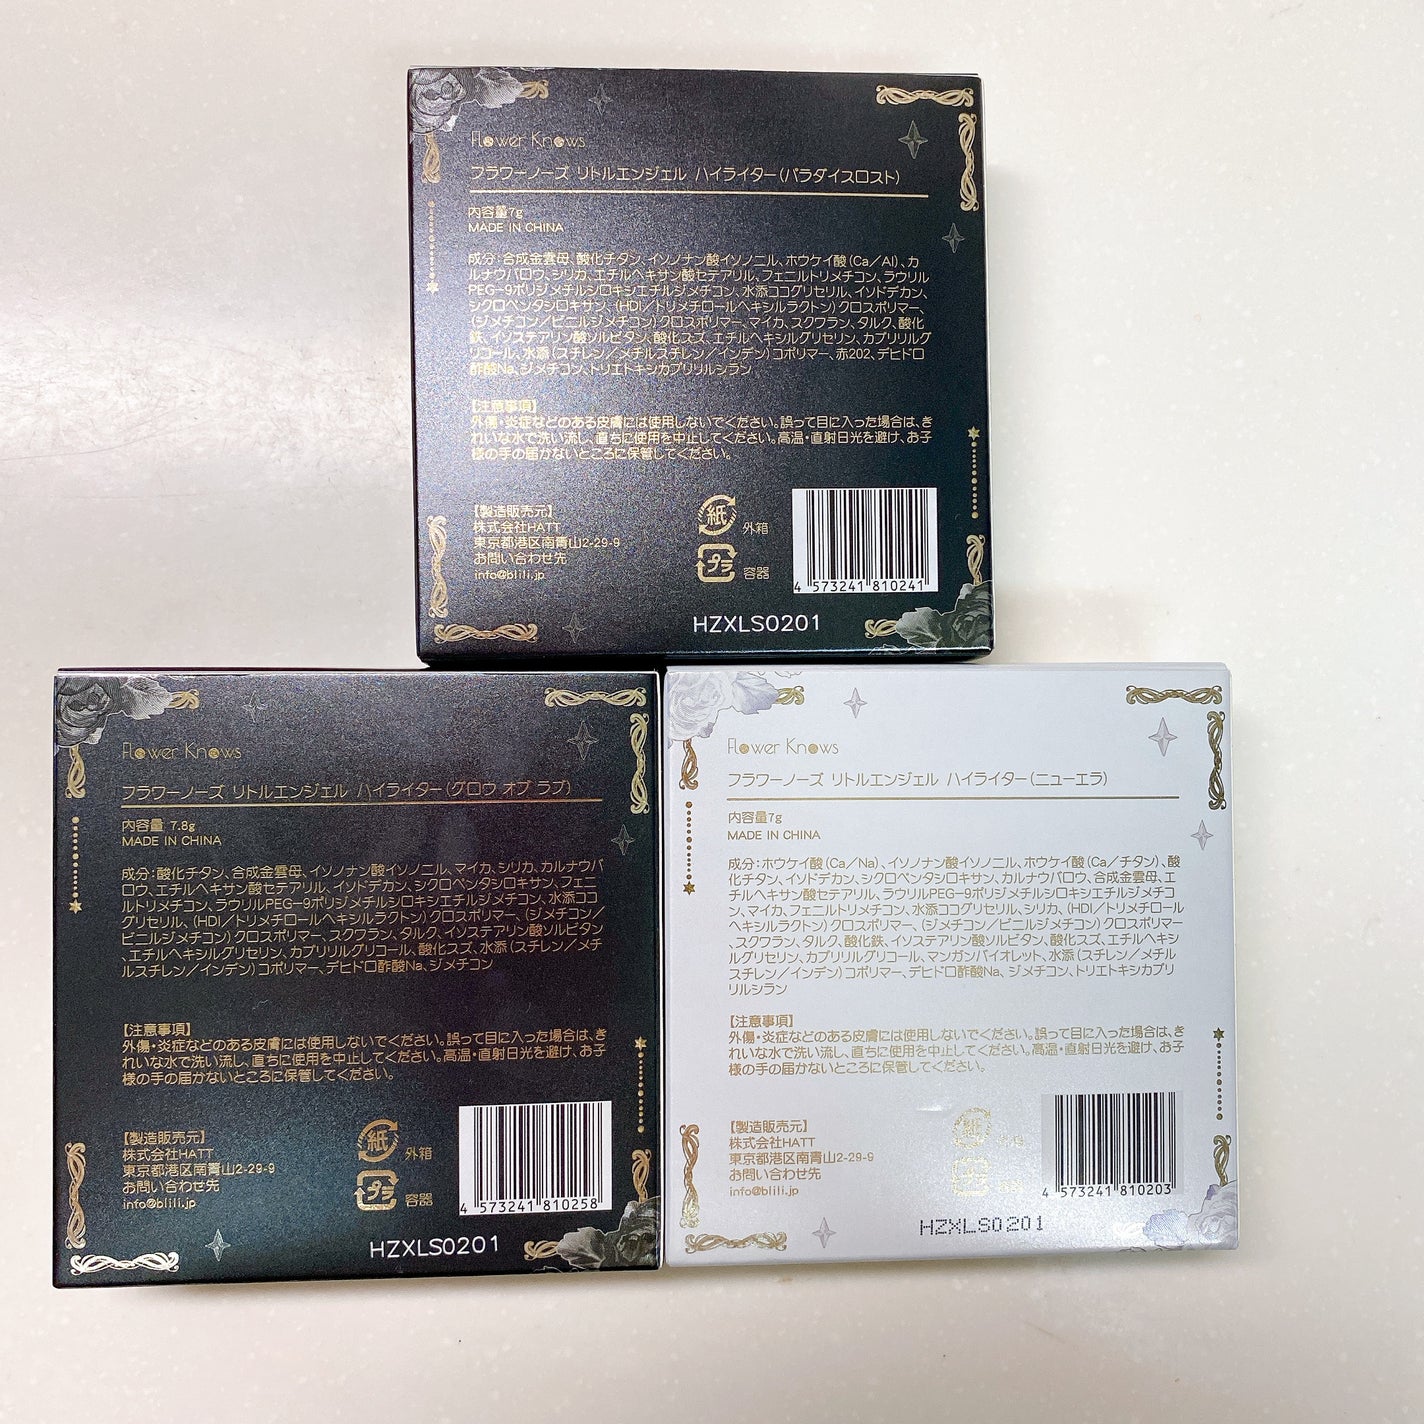 Flower Knows
フラワーノーズ リトルエンジェル ハイライター(パラダイスロスト)
内容量7g
MADE IN CHINA
成分:合成金雲母、酸化チタン、イソノナン酸イソノニル、ホウケイ酸(Ca/Al)、カ
ルナウバロウ、シリカ、エチルヘキサン酸セテアリル、フェニルトリメチコン、ラウリル
PEG-9ポリジメチルシロキシエチルジメチコン、水添ココグリセリル、イソドデカン、
シクロペンタシロキサン、(HDI/トリメチロールヘキシルラクトン)クロスポリマー、
(ジメチコン/ビニルジメチコン)クロスポリマー、マイカ、スクワラン、タルク、酸化
鉄、イソステアリン酸ソルビタン、酸化スズ、エチルヘキシルグリセリン、カプリリルグ
リコール、水添(スチレン/メチルスチレン/インデン)コポリマー、赤202、デヒドロ
酢酸Na、ジメチコン、トリエトキシカプリリルシラン
【注意事項】
外傷・炎症などのある皮膚には使用しないでください。誤って目に入った場合は、き
れいな水で洗い流し、直ちに使用を中止してください。高温・直射日光を避け、お子
様の手の届かないところに保管してください。
【製造販売元】
株式会社HATT
東京都港区南青山2-29-9
お問い合わせ先
info@blili.jp
紙 外箱
プラ 容器
4 573241 810241
HZXLS0201
Flower Knows
フラワーノーズ リトルエンジェル ハイライター(グロウ オブ ラブ)
内容量 7.8g
MADE IN CHINA
成分:酸化チタン、合成金雲母、イソノナン酸イソノニル、マイカ、シリカ、カルナウバ
ロウ、エチルヘキサン酸セテアリル、イソドデカン、シクロペンタシロキサン、フェニ
ルトリメチコン、ラウリルPEG-9ポリジメチルシロキシエチルジメチコン、水添ココ
グリセリル、(HDI/トリメチロールヘキシルラクトン)クロスポリマー、(ジメチコン/
ビニルジメチコン)クロスポリマー、スクワラン、タルク、イソステアリン酸ソルビタン
、エチルヘキシルグリセリン、カプリリルグリコール、酸化スズ、水添(スチレン/メチ
ルスチレン/インデン)コポリマー、デヒドロ酢酸Na、ジメチコン
【注意事項】
外傷・炎症などのある皮膚には使用しないでください。誤って目に入った場合は、き
れいな水で洗い流し、直ちに使用を中止してください。高温・直射日光を避け、お子
様の手の届かないところに保管してください。
【製造販売元】
株式会社HATT
東京都港区南青山2-29-9
お問い合わせ先
info@blili.jp
紙 外箱
プラ 容器
4 573241 810258
HZXLS0201
Flower Knows
フラワーノーズ リトルエンジェル ハイライター(ニューエラ)
内容量7g
MADE IN CHINA
成分:ホウケイ酸(Ca/Na)、イソノナン酸イソノニル、ホウケイ酸(Ca/チタン)、酸
化チタン、イソドデカン、シクロペンタシロキサン、カルナウバロウ、合成金雲母、エ
チルヘキサン酸セテアリル、ラウリルPEG-9ポリジメチルシロキシエチルジメチコ
ン、マイカ、フェニルトリメチコン、水添ココグリセリル、シリカ、(HDI/トリメチロール
ヘキシルラクトン)クロスポリマー、(ジメチコン/ビニルジメチコン)クロスポリマー
、スクワラン、タルク、酸化鉄、イソステアリン酸ソルビタン、酸化スズ、エチルヘキシ
ルグリセリン、カプリリルグリコール、マンガンバイオレット、水添(スチレン/メチル
スチレン/インデン)コポリマー、デヒドロ酢酸Na、ジメチコン、トリエトキシカプリ
リルシラン
【注意事項】
外傷・炎症などのある皮膚には使用しないでください。誤って目に入った場合は、き
れいな水で洗い流し、直ちに使用を中止してください。高温・直射日光を避け、お子
様の手の届かないところに保管してください。
【製造販売元】
株式会社HATT
東京都港区南青山2-29-9
お問い合わせ先
info@blili.jp
紙
4 573241 810203
HZXLS0201